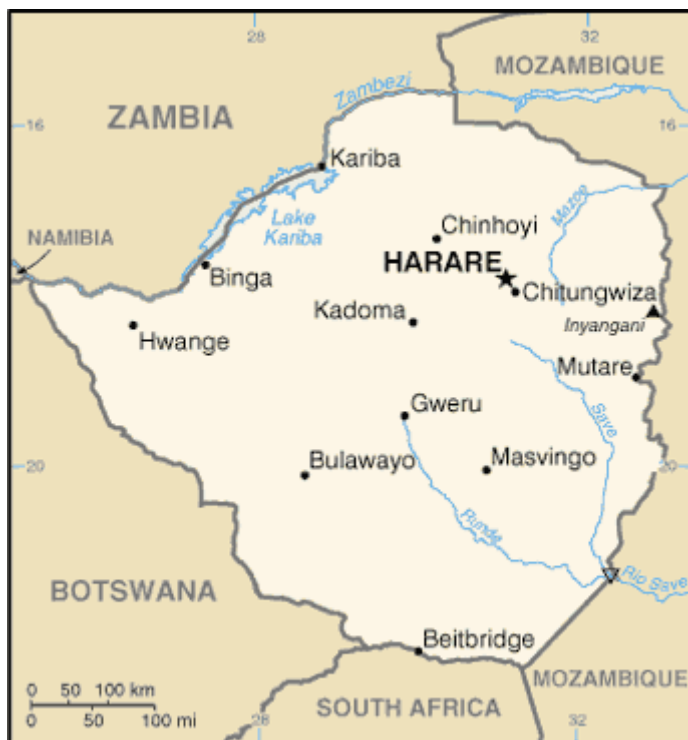 28
32
MOZAMBIQUE
Zambezi
ZAMBIA
16
16
Kariba
Lake
Kariba
Mazoe
Chinhoyi
NAMIBIA
HARARE
Binga
Chitungwiza
Kadoma
Inyangani
Hwange
Mutare
Gweru
Save
Bulawayo
Masvingo
20
20
Runde
Rio Save
BOTSWANA
Beitbridge
MOZAMBIQUE
0 50 100 km
0 50 100 mi
SOUTH AFRICA
28
32